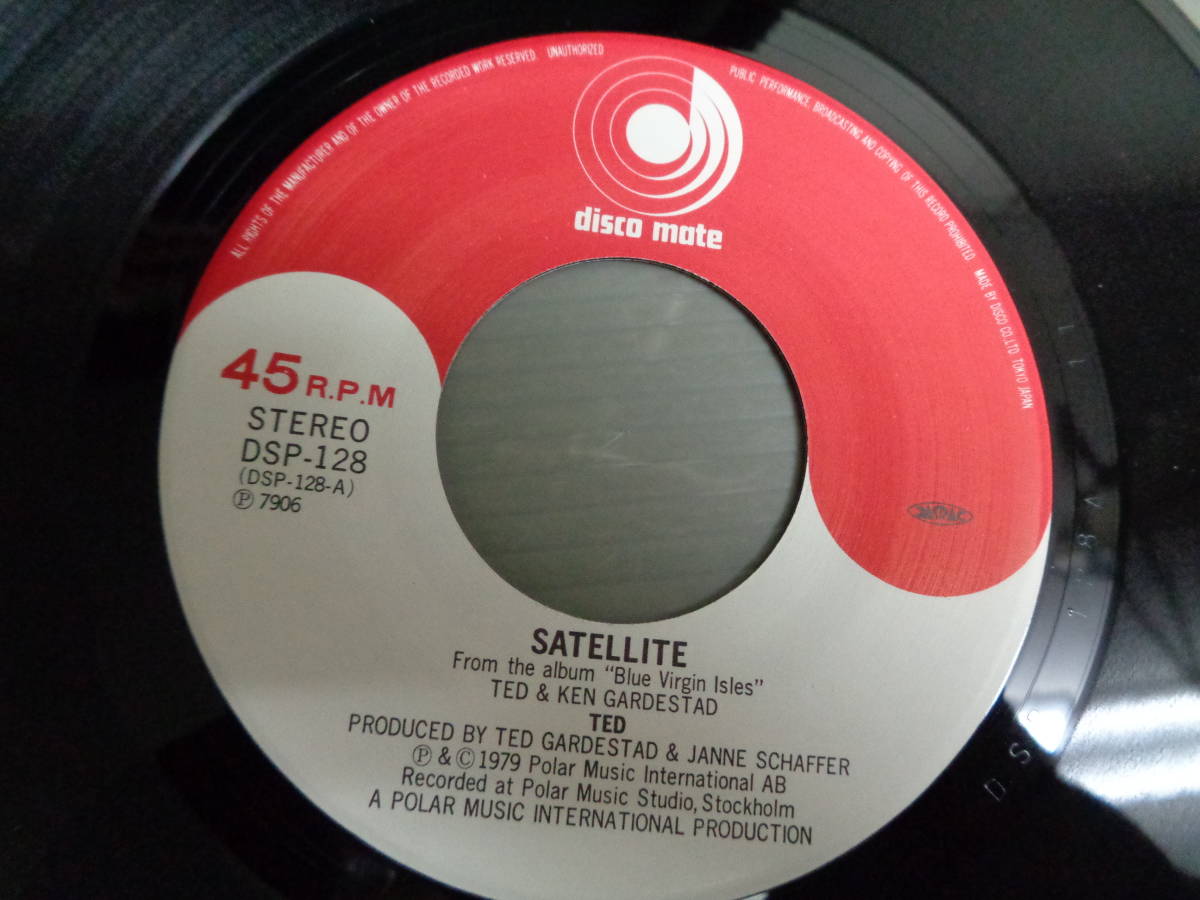 ALL RIGHTS OF THE MANUFACTURER AND OF THE OWNER OF THE RECORDED WORK RESERVED UNAUTHORIZED PUBLIC PERFORMANCE, BROADCASTING AND COPYING OF THIS RECORD PROHIBITED MADE BY DISCO CO., LTD. TOKYO JAPAN
disco mate
45 R.P.M
STEREO
DSP-128
(DSP-128-A)
Ⓟ 7906
SATELLITE
From the album "Blue Virgin Isles"
TED & KEN GARDESTAD
TED
PRODUCED BY TED GARDESTAD & JANNE SCHAFFER
Ⓟ & Ⓒ 1979 Polar Music International AB
Recorded at Polar Music Studio, Stockholm
A POLAR MUSIC INTERNATIONAL PRODUCTION